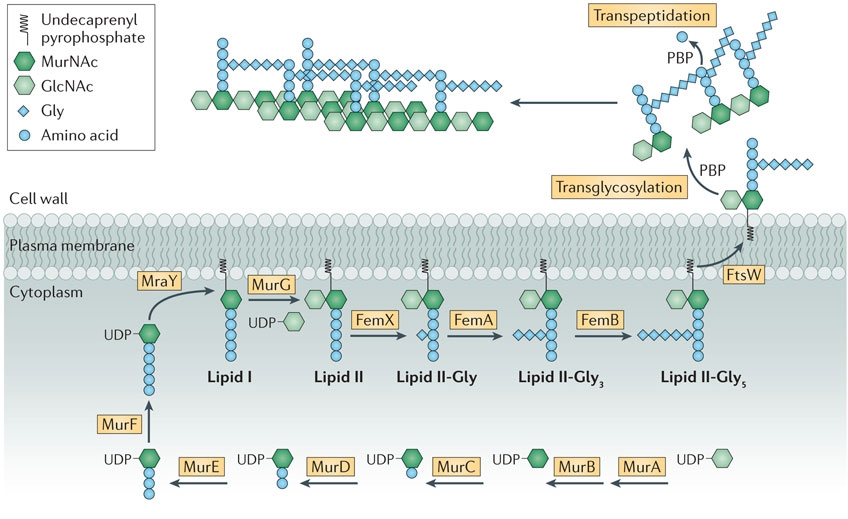 Undecaprenyl
pyrophosphate
MurNAc
GlcNAc
Gly
Amino acid
Transpeptidation
PBP
Transglycosylation
PBP
Cell wall
Plasma membrane
Cytoplasm
FtsW
MraY
MurG
UDP
UDP
FemX
FemA
FemB
Lipid I
Lipid II
Lipid II-Gly
Lipid II-Gly₃
Lipid II-Gly₅
MurF
UDP
MurE
UDP
MurD
UDP
MurC
UDP
MurB
MurA
UDP